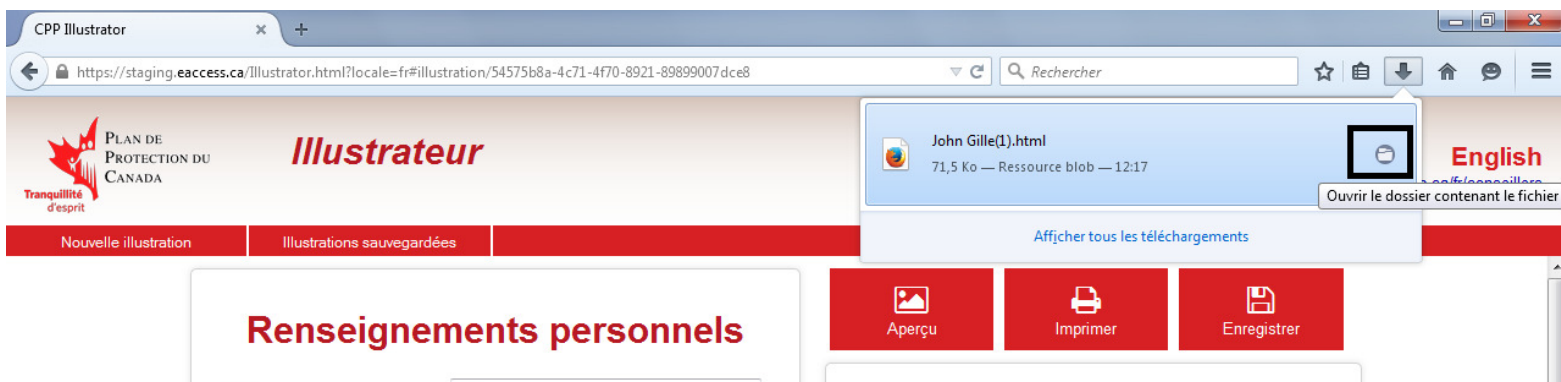 CPP Illustrator
https://staging.eaccess.ca/Illustrator.html?locale=fr#illustration/54575b8a-4c71-4f70-8921-89899007dce8
Rechercher
PLAN DE
PROTECTION DU
CANADA
Tranquillité
d'esprit
Illustrateur
John Gille(1).html
71,5 Ko — Ressource blob — 12:17
English
Ouvrir le dossier contenant le fichier
Afficher tous les téléchargements
Nouvelle illustration
Illustrations sauvegardées
Renseignements personnels
Aperçu
Imprimer
Enregistrer